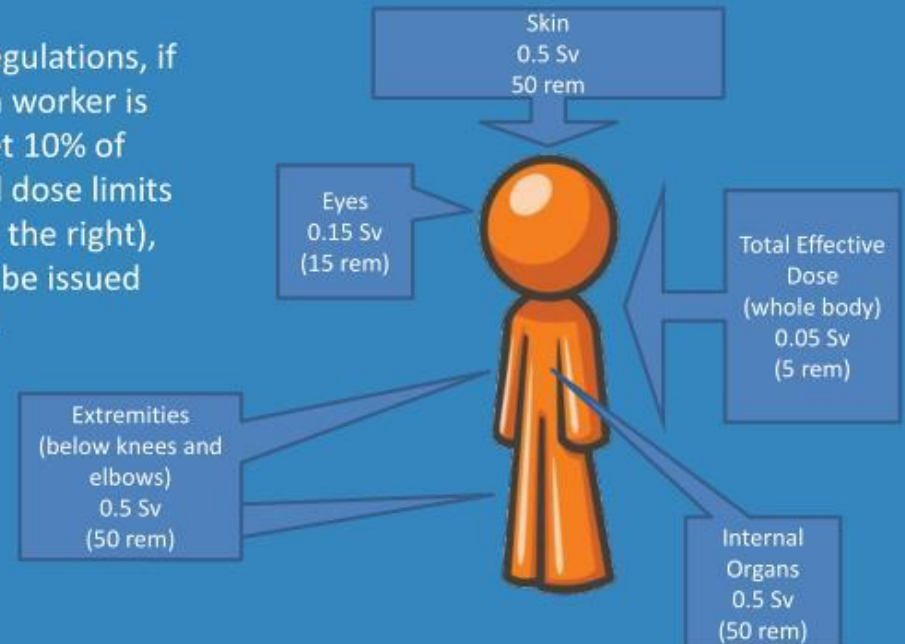 egulations, if
worker is
t 10% of
dose limits
the right),
be issued
Skin
0.5 Sv
50 rem
Eyes
0.15 Sv
(15 rem)
Total Effective
Dose
(whole body)
0.05 Sv
(5 rem)
Extremities
(below knees and
elbows)
0.5 Sv
(50 rem)
Internal
Organs
0.5 Sv
(50 rem)